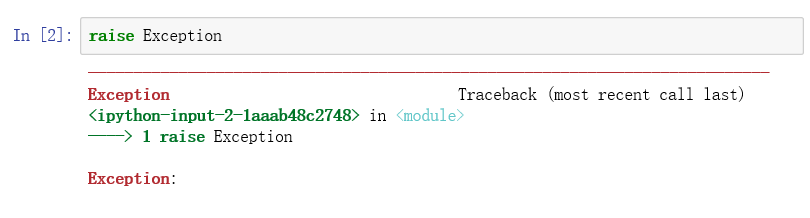 In [2]: raise Exception
---------------------------------------------------------------------------
Exception                                 Traceback (most recent call last)
<ipython-input-2-1aaab48c2748> in <module>
----> 1 raise Exception
Exception: